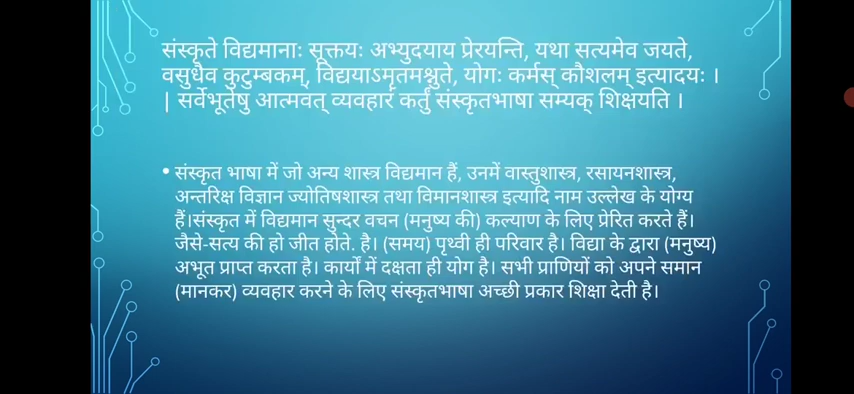 संस्कृते विद्यमानाः सूक्तयः अभ्युदयाय प्रेरयन्ति, यथा सत्यमेव जयते,
वसुधैव कुटुम्बकम्, विद्ययाऽमृतमश्नुते, योगः कर्मस् कौशलम् इत्यादयः ।
| सर्वेभूतेषु आत्मवत् व्यवहारं कर्तुं संस्कृतभाषा सम्यक् शिक्षयति ।
• संस्कृत भाषा में जो अन्य शास्त्र विद्यमान हैं, उनमें वास्तुशास्त्र, रसायनशास्त्र,
अन्तरिक्ष विज्ञान ज्योतिषशास्त्र तथा विमानशास्त्र इत्यादि नाम उल्लेख के योग्य
हैं।संस्कृत में विद्यमान सुन्दर वचन (मनुष्य की) कल्याण के लिए प्रेरित करते हैं।
जैसे-सत्य की हो जीत होते. है। (समय) पृथ्वी ही परिवार है। विद्या के द्वारा (मनुष्य)
अभूत प्राप्त करता है। कार्यों में दक्षता ही योग है। सभी प्राणियों को अपने समान
(मानकर) व्यवहार करने के लिए संस्कृतभाषा अच्छी प्रकार शिक्षा देती है।